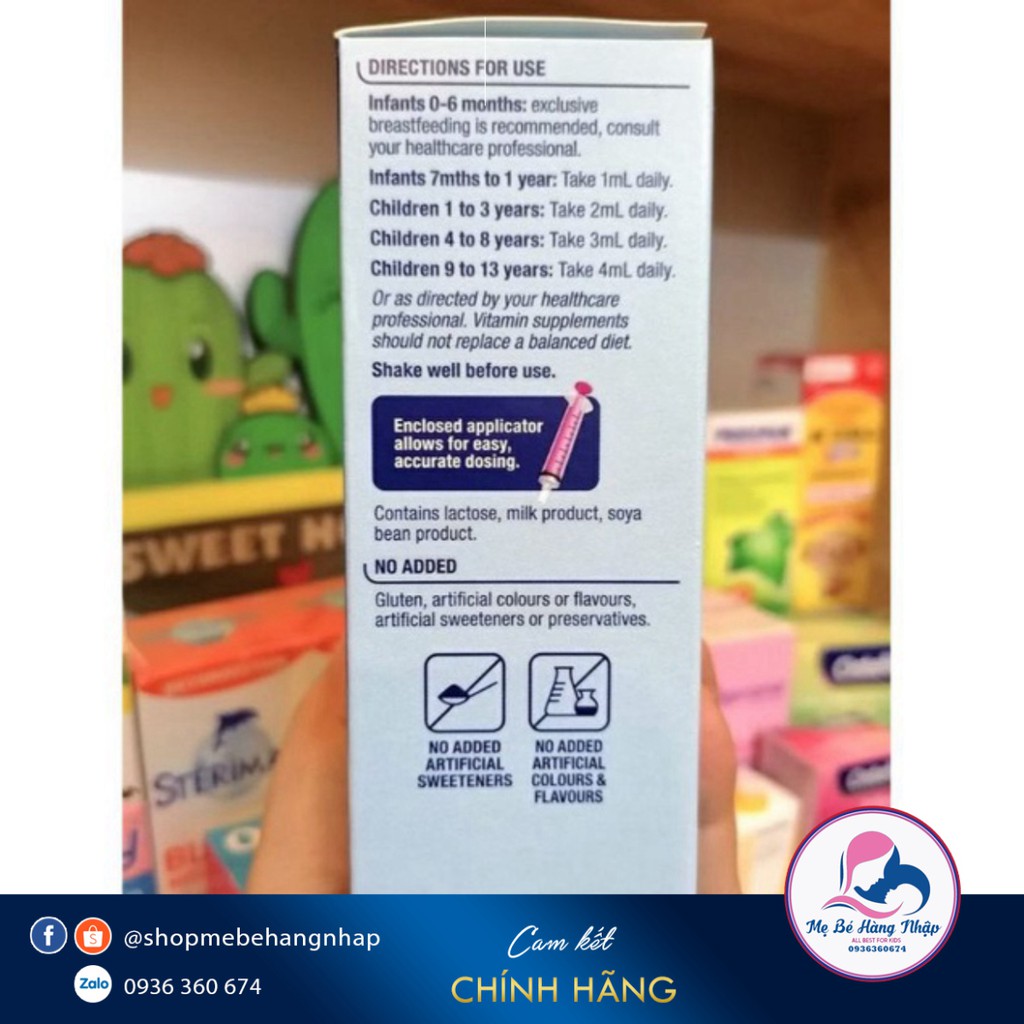 DIRECTIONS FOR USE
Infants 0-6 months: exclusive
breastfeeding is recommended, consult
your healthcare professional.
Infants 7mths to 1 year: Take 1mL daily.
Children 1 to 3 years: Take 2mL daily.
Children 4 to 8 years: Take 3mL daily.
Children 9 to 13 years: Take 4mL daily.
Or as directed by your healthcare
professional. Vitamin supplements
should not replace a balanced diet.
Shake well before use.
Enclosed applicator
allows for easy,
accurate dosing.
Contains lactose, milk product, soya
bean product.
NO ADDED
Gluten, artificial colours or flavours,
artificial sweeteners or preservatives.
NO ADDED
ARTIFICIAL
SWEETENERS
NO ADDED
ARTIFICIAL
COLOURS &
FLAVOURS
SWEET
Mẹ Bé Hàng Nhập
ALL BEST FOR KIDS
0936360674
@shopmebehangnhap
Zalo
0936 360 674
Cam kết
CHÍNH HÃNG